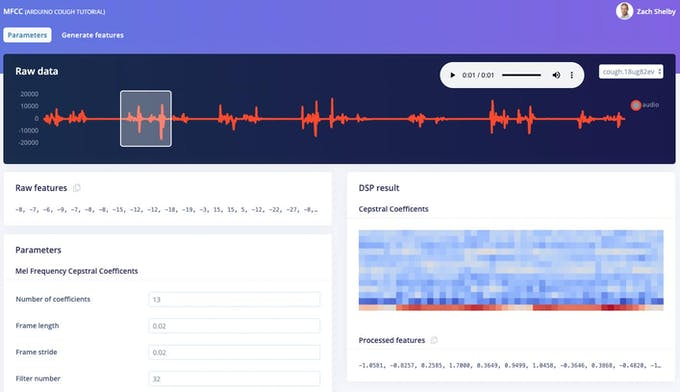 MFCC (ARDUINO COUGH TUTORIAL)
Zach Shelby
Parameters Generate features
Raw data
0:01 / 0:01
cough.18ug82ev
20000
10000
0
-10000
-20000
audio
Raw features
-8, -7, -6, -9, -7, -8, -8, -15, -12, -12, -18, -19, -3, 15, 15, 5, -12, -22, -27, -8,…
Parameters
Mel Frequency Cepstral Coefficents
Number of coefficients 13
Frame length 0.02
Frame stride 0.02
Filter number 32
DSP result
Cepstral Coefficents
Processed features
-1.0581, -0.8257, 0.2585, 1.7000, 0.3649, 0.9499, 1.0458, -0.3646, 0.3868, -0.4820, -1…